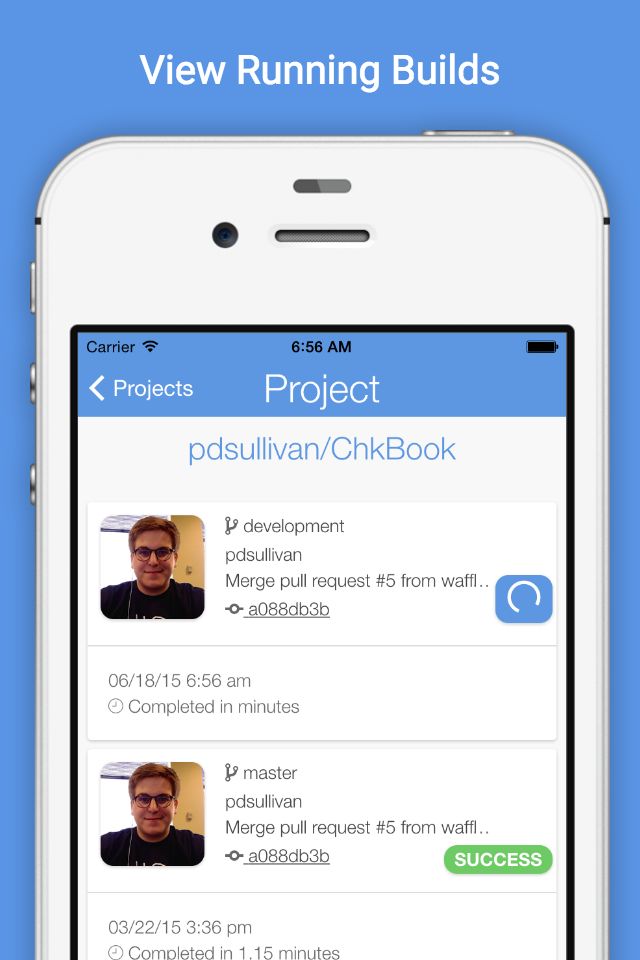 View Running Builds
Carrier 6:56 AM
Projects Project
pdsullivan/ChkBook
development
pdsullivan
Merge pull request #5 from waffl..
a088db3b
06/18/15 6:56 am
Completed in minutes
master
pdsullivan
Merge pull request #5 from waffl..
a088db3b
SUCCESS
03/22/15 3:36 pm
Completed in 1.15 minutes